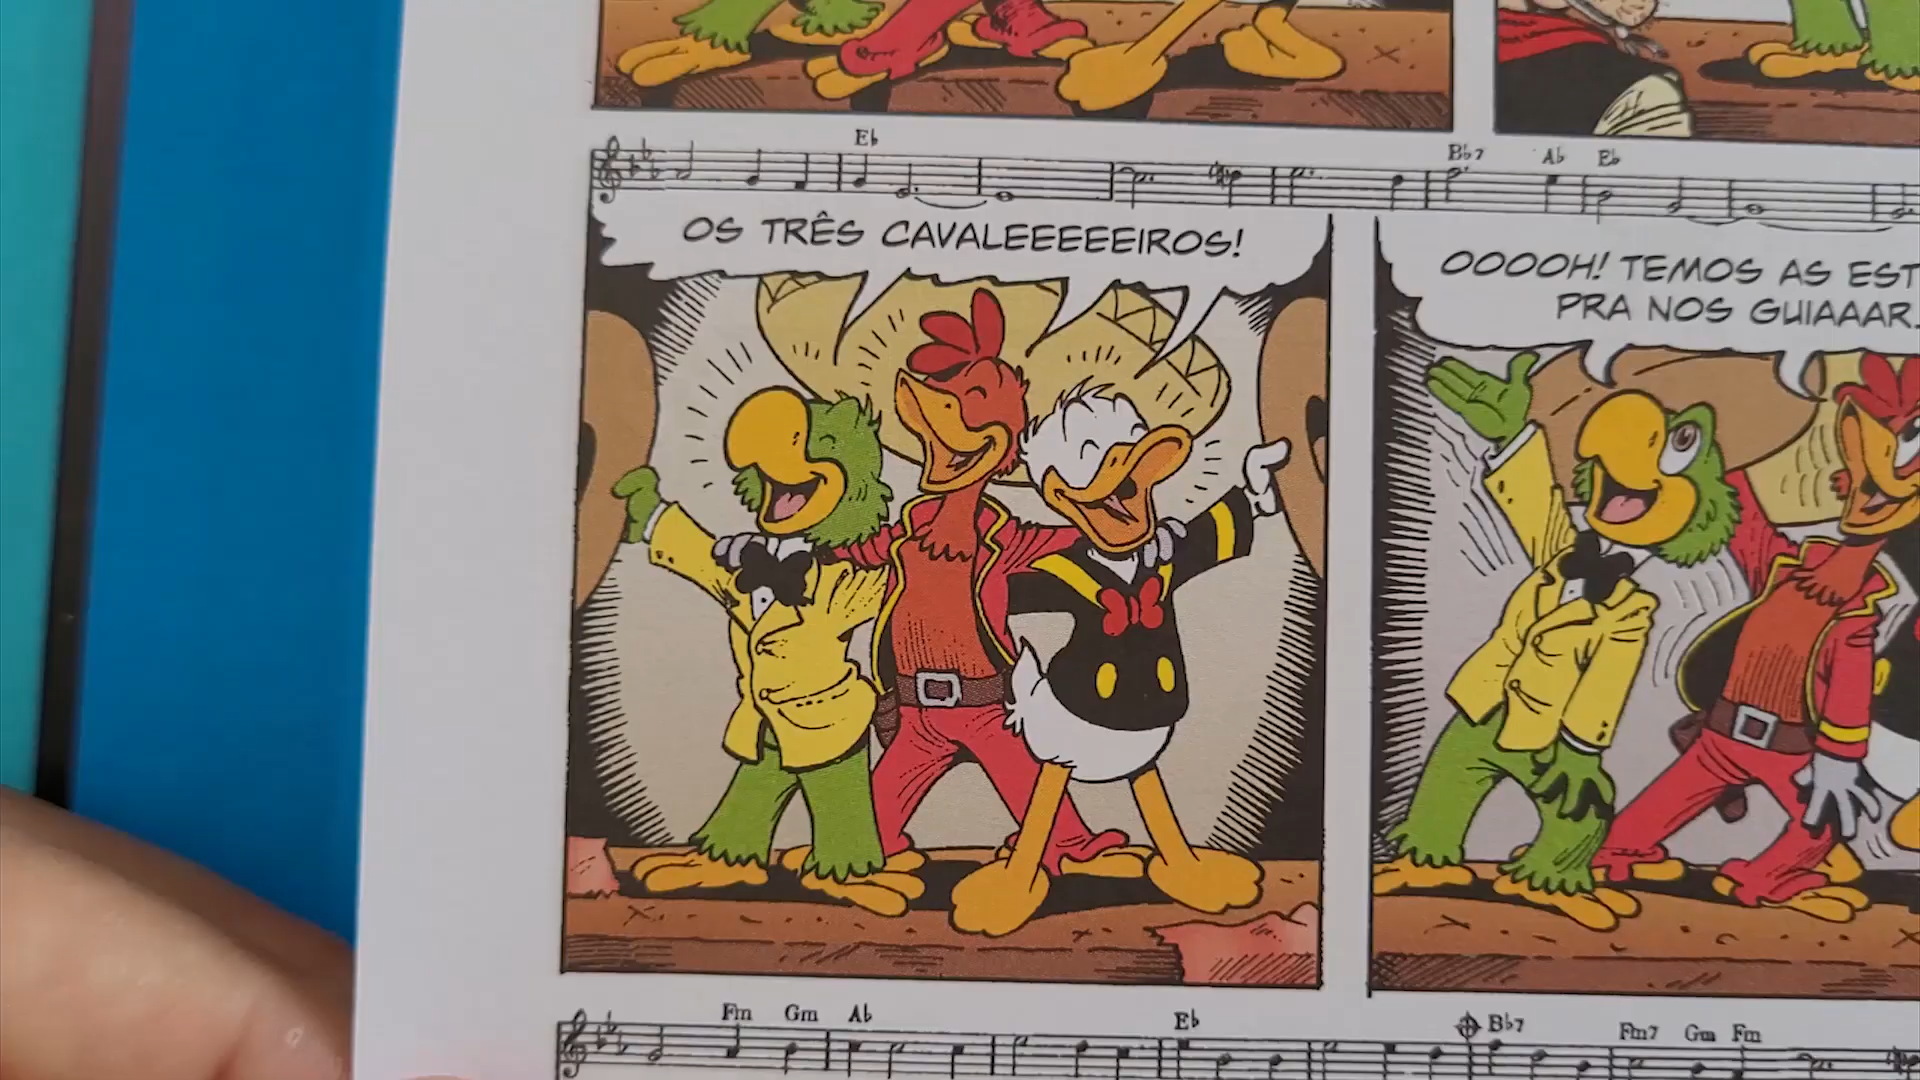 Eb Bb7 Ab Eb
OS TRÊS CAVALEEEEEIROS!
OOOOH! TEMOS AS EST
PRA NOS GUIAAAR.
Fm Gm Ab Eb Bb7 Fm7 Gm Fm